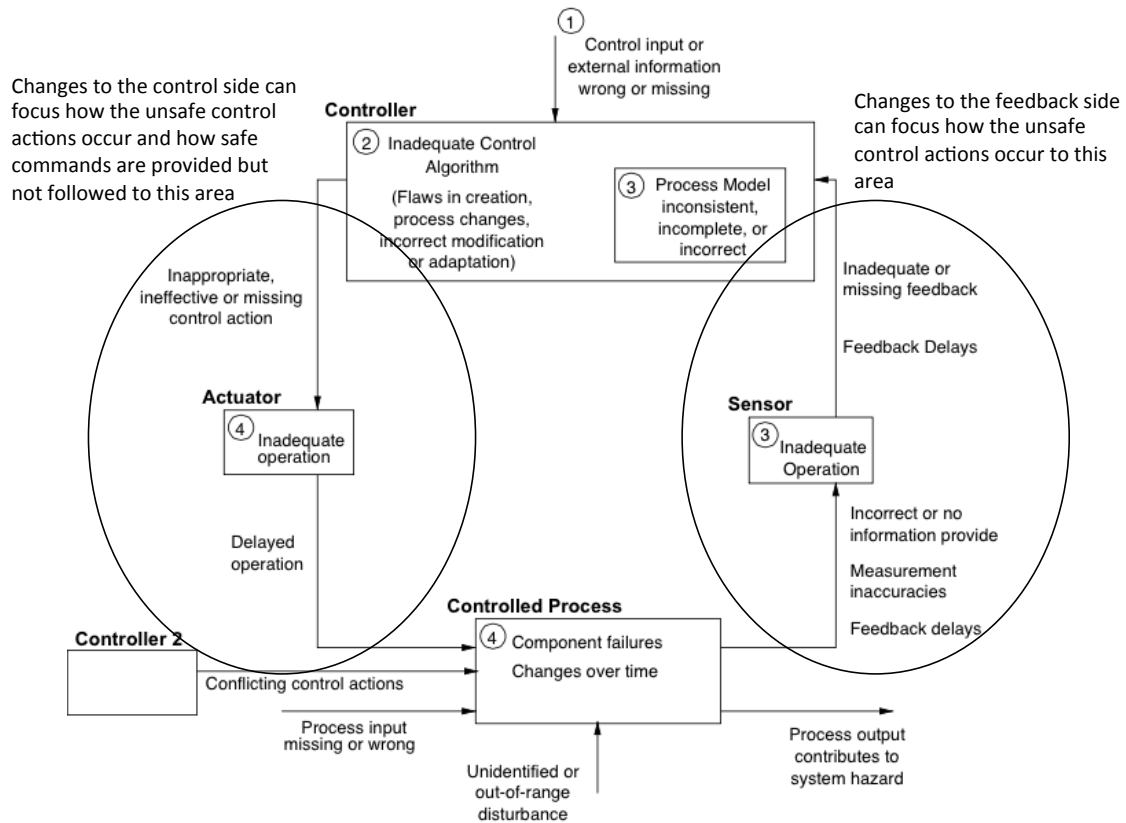 1
Control input or
external information
wrong or missing
Changes to the control side can
focus how the unsafe control
actions occur and how safe
commands are provided but
not followed to this area
Changes to the feedback side
can focus how the unsafe
control actions occur to this
area
Controller
2 Inadequate Control
Algorithm
(Flaws in creation,
process changes,
incorrect modification
or adaptation)
3 Process Model
inconsistent,
incomplete, or
incorrect
Inappropriate,
ineffective or missing
control action
Inadequate or
missing feedback
Feedback Delays
Actuator
4 Inadequate
operation
Sensor
3 Inadequate
Operation
Delayed
operation
Incorrect or no
information provide
Measurement
inaccuracies
Feedback delays
Controlled Process
4 Component failures
Changes over time
Controller 2
Conflicting control actions
Process input
missing or wrong
Unidentified or
out-of-range
disturbance
Process output
contributes to
system hazard